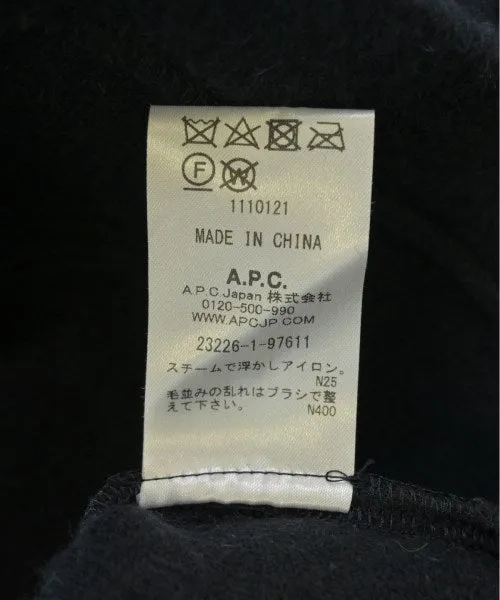 F W
1110121
MADE IN CHINA
A.P.C.
A.P.C.Japan 株式会社
0120-500-990
WWW.APCJP.COM
23226-1-97611
スチームで浮かしアイロン。
N25
毛並みの乱れはブラシで整
えて下さい。 N400